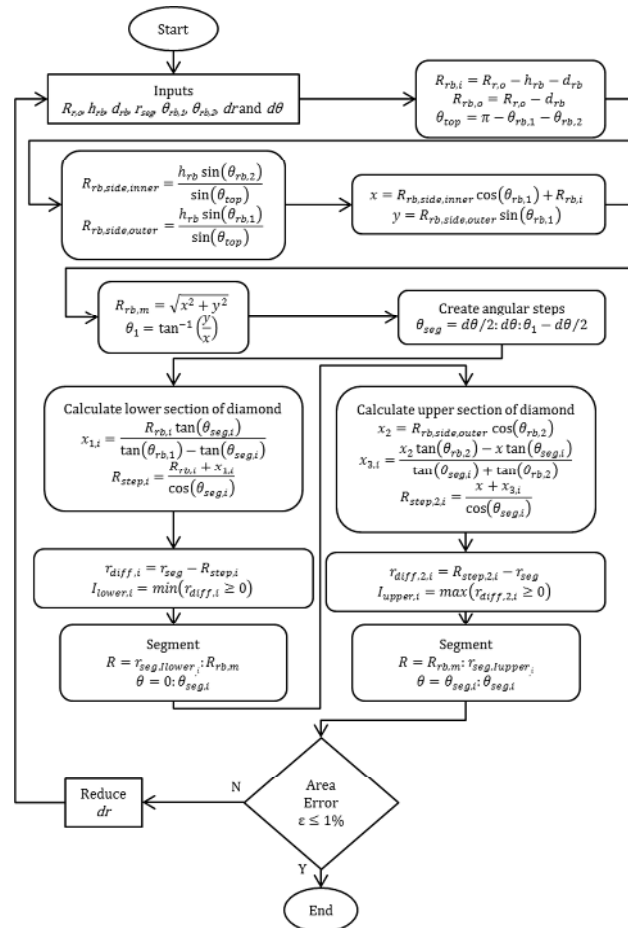 Start
Inputs
R_{r,o}, h_{rb}, d_{rb}, r_{seg}, θ_{rb,1}, θ_{rb,2}, dr and dθ
R_{rb,i} = R_{r,o} − h_{rb} − d_{rb}
R_{rb,o} = R_{r,o} − d_{rb}
θ_{top} = π − θ_{rb,1} − θ_{rb,2}
R_{rb,side,inner} = h_{rb} sin(θ_{rb,2}) / sin(θ_{top})
R_{rb,side,outer} = h_{rb} sin(θ_{rb,1}) / sin(θ_{top})
x = R_{rb,side,inner} cos(θ_{rb,1}) + R_{rb,i}
y = R_{rb,side,outer} sin(θ_{rb,1})
R_{rb,m} = √(x² + y²)
θ_1 = tan⁻¹(y/x)
Create angular steps
θ_{seg} = dθ/2: dθ: θ_1 − dθ/2
Calculate lower section of diamond
x_{1,i} = R_{rb,i} tan(θ_{seg,i}) / (tan(θ_{rb,1}) − tan(θ_{seg,i}))
R_{step,i} = (R_{rb,i} + x_{1,i}) / cos(θ_{seg,i})
r_{diff,i} = r_{seg} − R_{step,i}
I_{lower,i} = min(r_{diff,i} ≥ 0)
Segment
R = r_{seg,Ilower,i}: R_{rb,m}
θ = 0: θ_{seg,i}
Calculate upper section of diamond
x_2 = R_{rb,side,outer} cos(θ_{rb,2})
x_{3,i} = (x_2 tan(θ_{rb,2}) − x tan(θ_{seg,i})) / (tan(θ_{seg,i}) + tan(θ_{rb,2}))
R_{step,2,i} = (x + x_{3,i}) / cos(θ_{seg,i})
r_{diff,2,i} = R_{step,2,i} − r_{seg}
I_{upper,i} = max(r_{diff,2,i} ≥ 0)
Segment
R = R_{rb,m}: r_{seg,Iupper,i}
θ = θ_{seg,i}: θ_{seg,i}
Area
Error
ε ≤ 1%
N
Reduce
dr
Y
End